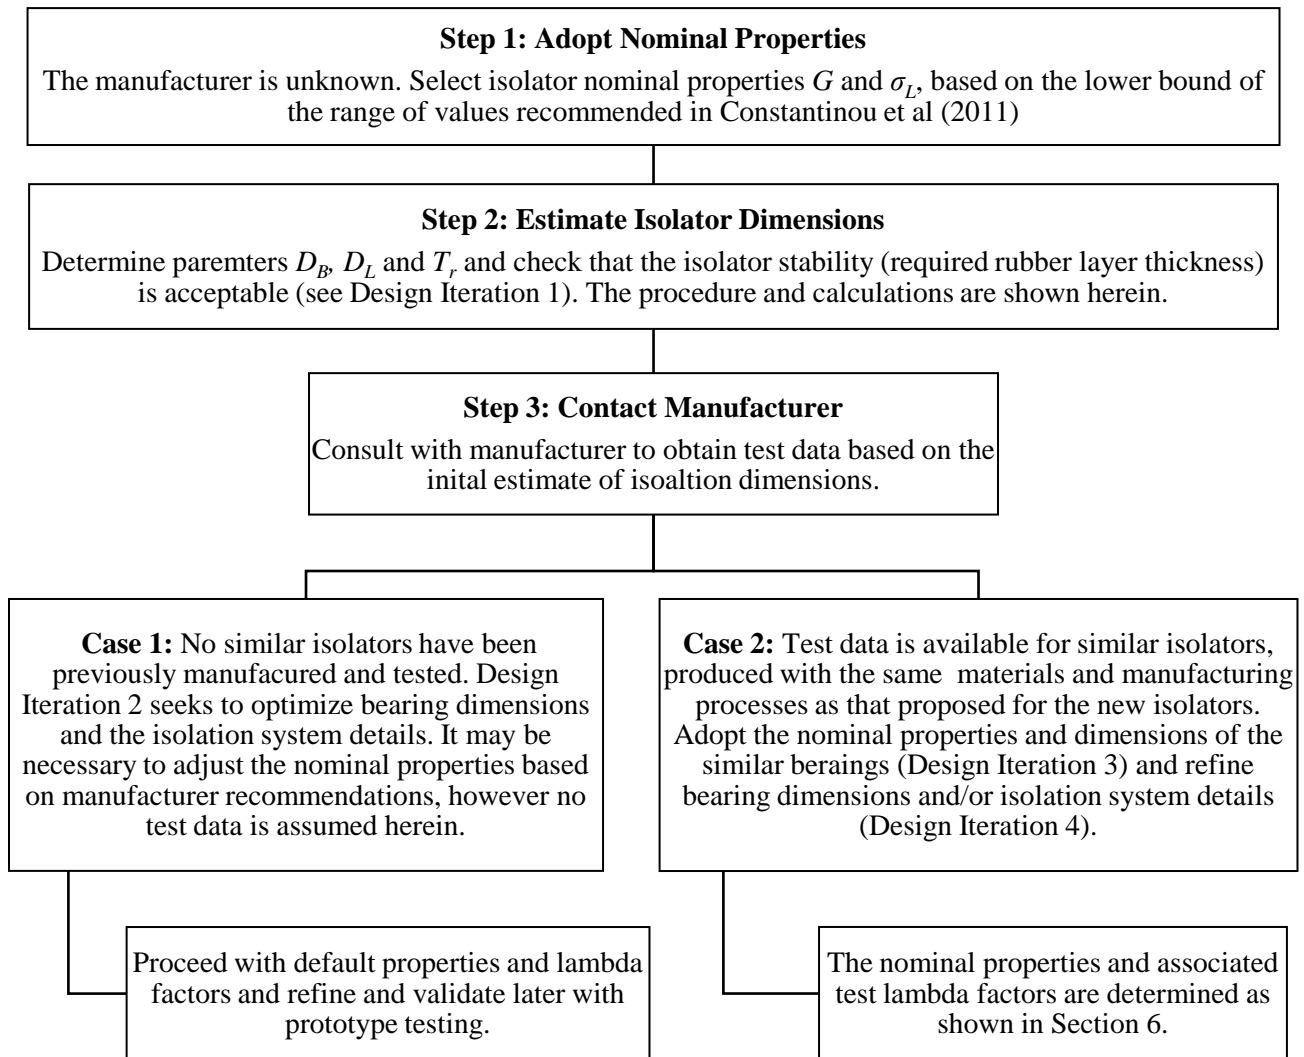 Step 1: Adopt Nominal Properties
The manufacturer is unknown. Select isolator nominal properties G and σL, based on the lower bound of
the range of values recommended in Constantinou et al (2011)
Step 2: Estimate Isolator Dimensions
Determine paremters DB, DL and Tr and check that the isolator stability (required rubber layer thickness)
is acceptable (see Design Iteration 1). The procedure and calculations are shown herein.
Step 3: Contact Manufacturer
Consult with manufacturer to obtain test data based on the
inital estimate of isoaltion dimensions.
Case 1: No similar isolators have been
previously manufacured and tested. Design
Iteration 2 seeks to optimize bearing dimensions
and the isolation system details. It may be
necessary to adjust the nominal properties based
on manufacturer recommendations, however no
test data is assumed herein.
Case 2: Test data is available for similar isolators,
produced with the same materials and manufacturing
processes as that proposed for the new isolators.
Adopt the nominal properties and dimensions of the
similar beraings (Design Iteration 3) and refine
bearing dimensions and/or isolation system details
(Design Iteration 4).
Proceed with default properties and lambda
factors and refine and validate later with
prototype testing.
The nominal properties and associated
test lambda factors are determined as
shown in Section 6.